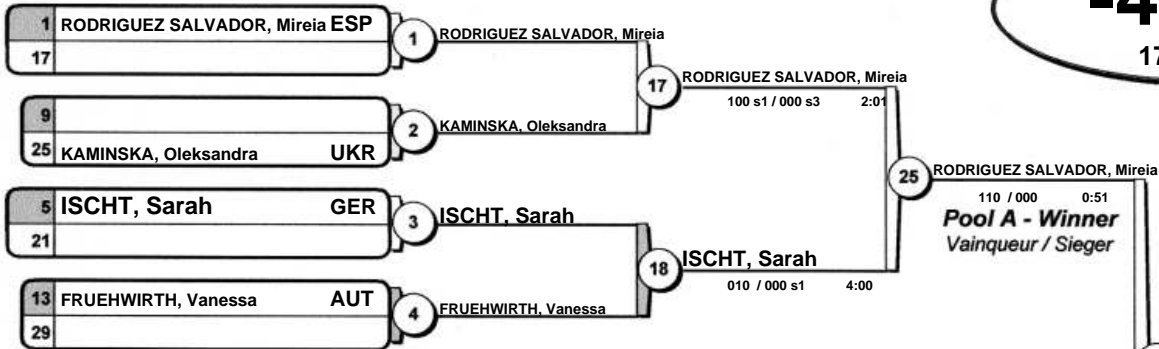 -4
17
1 RODRIGUEZ SALVADOR, Mireia ESP
17
1
RODRIGUEZ SALVADOR, Mireia
9
25 KAMINSKA, Oleksandra UKR
2
KAMINSKA, Oleksandra
17
RODRIGUEZ SALVADOR, Mireia
100 s1 / 000 s3 2:01
5 ISCHT, Sarah GER
21
3
ISCHT, Sarah
13 FRUEHWIRTH, Vanessa AUT
29
4
FRUEHWIRTH, Vanessa
18
ISCHT, Sarah
010 / 000 s1 4:00
25
RODRIGUEZ SALVADOR, Mireia
110 / 000 0:51
Pool A - Winner
Vainqueur / Sieger